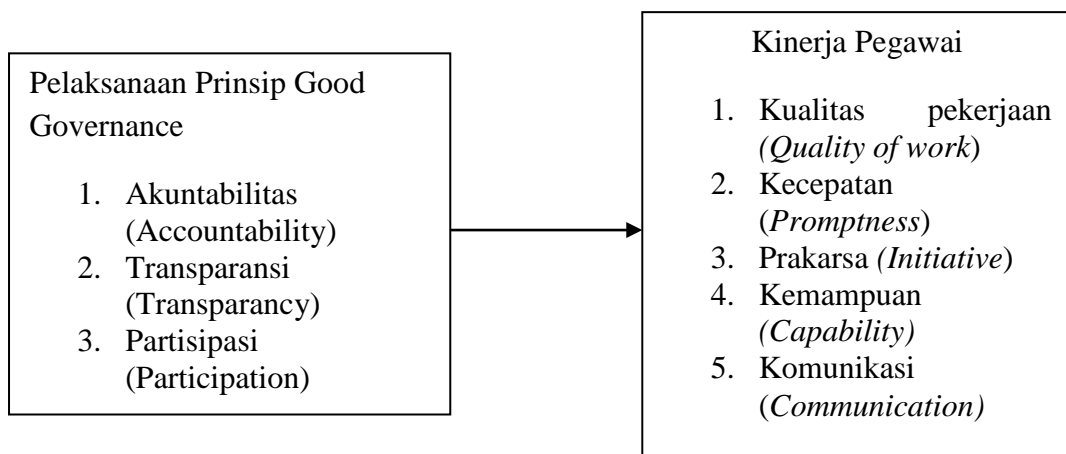 Pelaksanaan Prinsip Good
Governance
1. Akuntabilitas
(Accountability)
2. Transparansi
(Transparancy)
3. Partisipasi
(Participation)
Kinerja Pegawai
1. Kualitas pekerjaan
(Quality of work)
2. Kecepatan
(Promptness)
3. Prakarsa (Initiative)
4. Kemampuan
(Capability)
5. Komunikasi
(Communication)